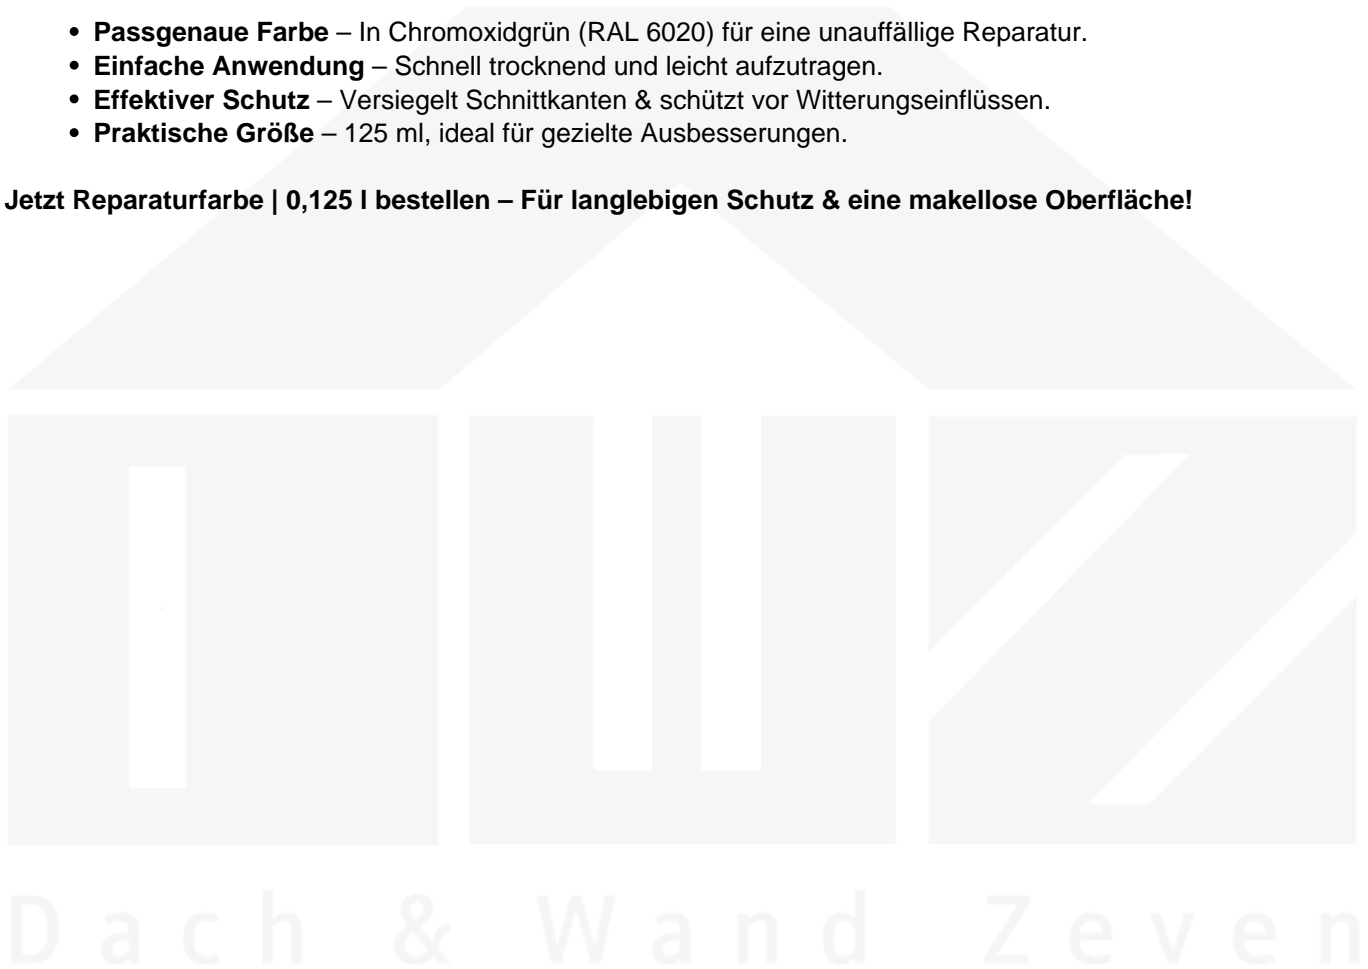 • Passgenaue Farbe – In Chromoxidgrün (RAL 6020) für eine unauffällige Reparatur.
• Einfache Anwendung – Schnell trocknend und leicht aufzutragen.
• Effektiver Schutz – Versiegelt Schnittkanten & schützt vor Witterungseinflüssen.
• Praktische Größe – 125 ml, ideal für gezielte Ausbesserungen.
Jetzt Reparaturfarbe | 0,125 l bestellen – Für langlebigen Schutz & eine makellose Oberfläche!
Dach & Wand Zeven